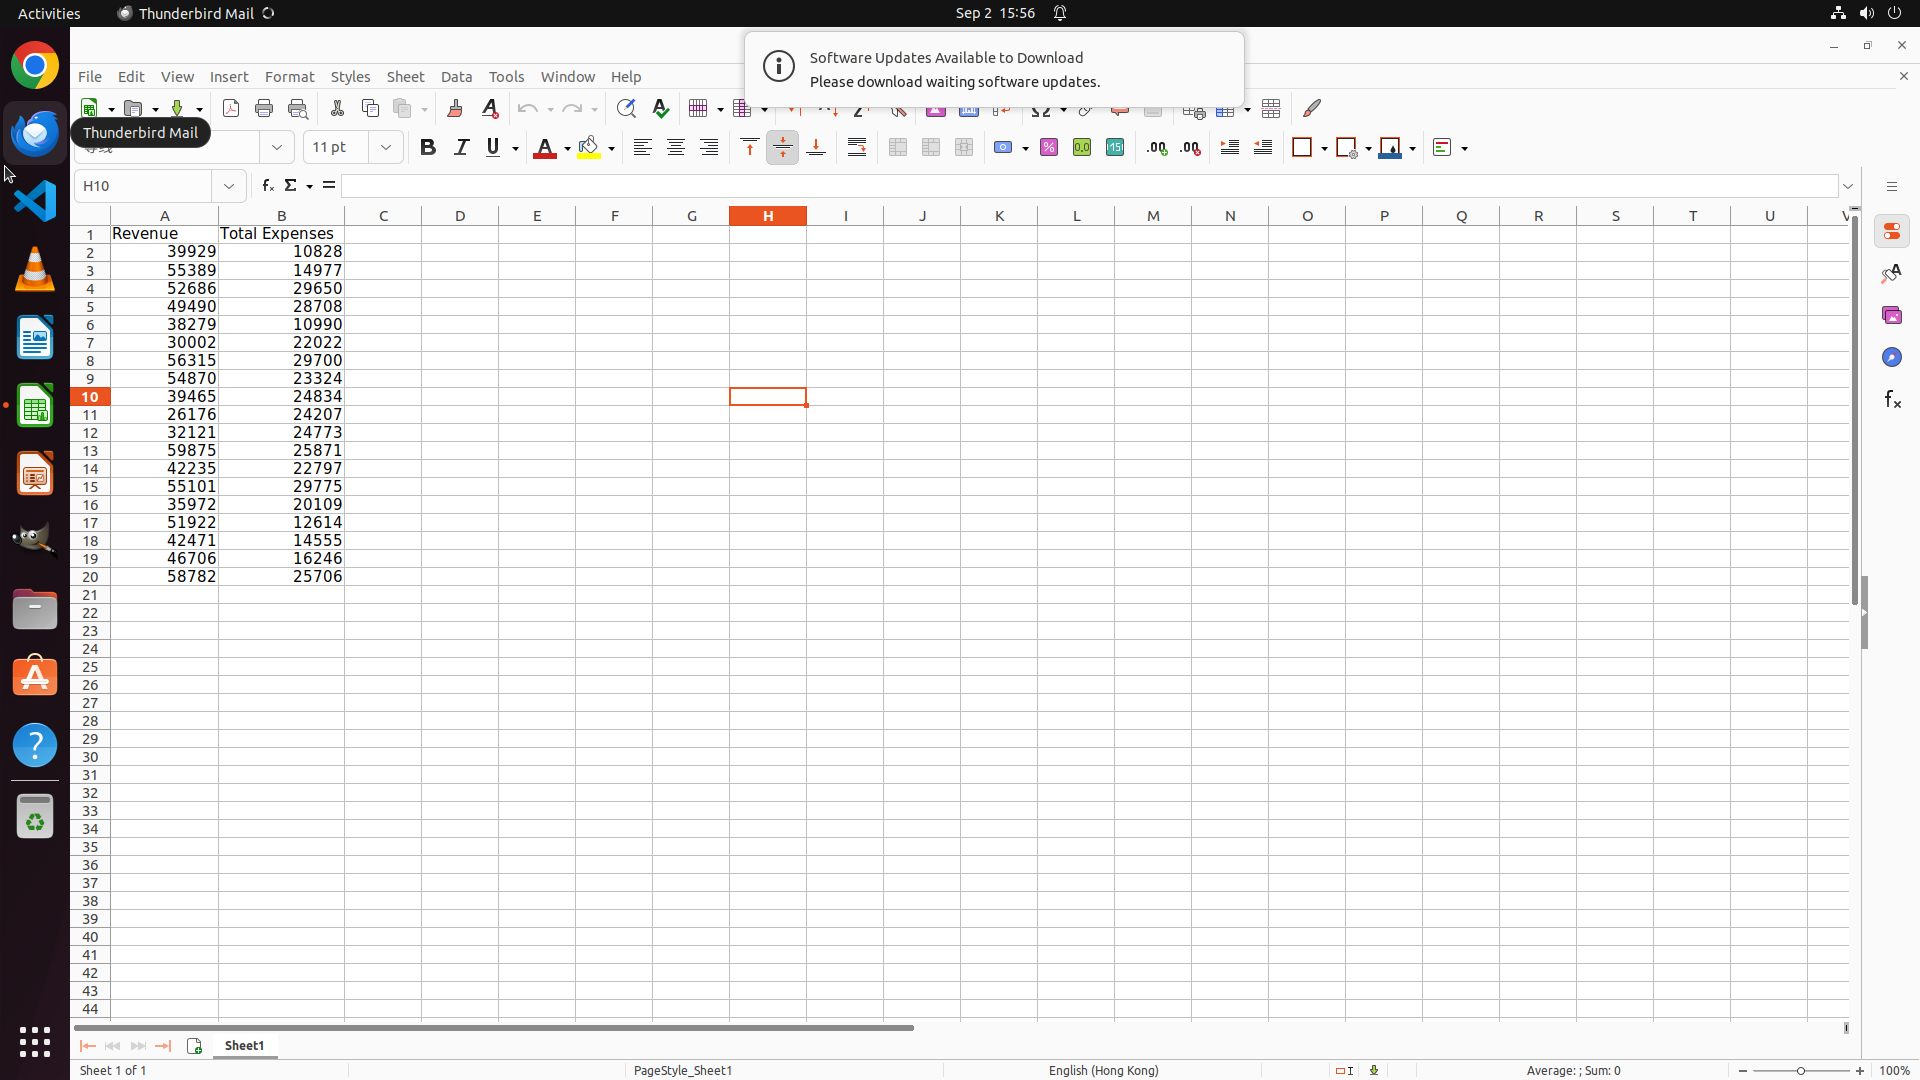 Activities
Thunderbird Mail
Sep 2 15:56
Software Updates Available to Download
Please download waiting software updates.
File Edit View Insert Format Styles Sheet Data Tools Window Help
Thunderbird Mail
11 pt
H10
A B C D E F G H I J K L M N O P Q R S T U
1 Revenue Total Expenses
2 39929 10828
3 55389 14977
4 52686 29650
5 49490 28708
6 38279 10990
7 30002 22022
8 56315 29700
9 54870 23324
10 39465 24834
11 26176 24207
12 32121 24773
13 59875 25871
14 42235 22797
15 55101 29775
16 35972 20109
17 51922 12614
18 42471 14555
19 46706 16246
20 58782 25706
21
22
23
24
25
26
27
28
29
30
31
32
33
34
35
36
37
38
39
40
41
42
43
44
Sheet1
Sheet 1 of 1
PageStyle_Sheet1
English (Hong Kong)
Average: ; Sum: 0
100%